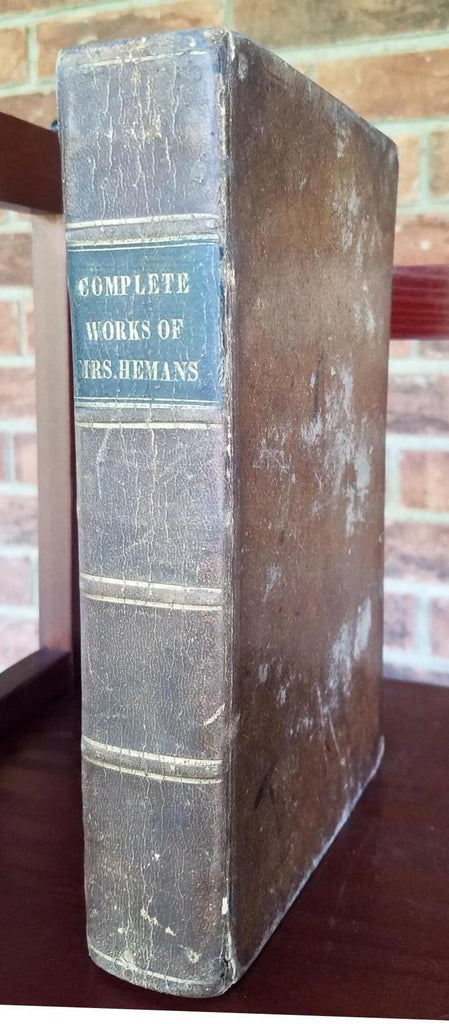 COMPLETE
WORKS OF
MRS. HEMANS